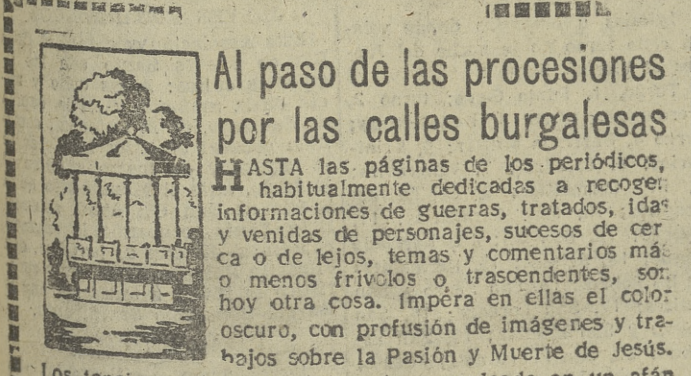 Al paso de las procesiones
por las calles burgalesas
HASTA las páginas de los periódicos,
habitualmente dedicadas a recoger
informaciones de guerras, tratados, idas
y venidas de personajes, sucesos de cer
ca o de lejos, temas y comentarios más
o menos frívolos o trascendentes, son
hoy otra cosa. Impera en ellas el color
oscuro, con profusión de imágenes y tra-
bajos sobre la Pasión y Muerte de Jesús.